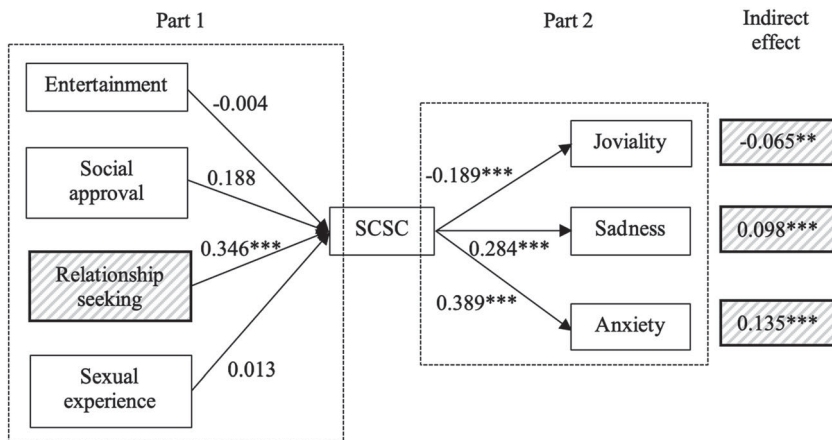 Part 1
Part 2
Indirect
effect
Entertainment
-0.004
Social
approval
0.188
Relationship
seeking
0.346***
Sexual
experience
0.013
SCSC
-0.189***
0.284***
0.389***
Joviality
-0.065**
Sadness
0.098***
Anxiety
0.135***